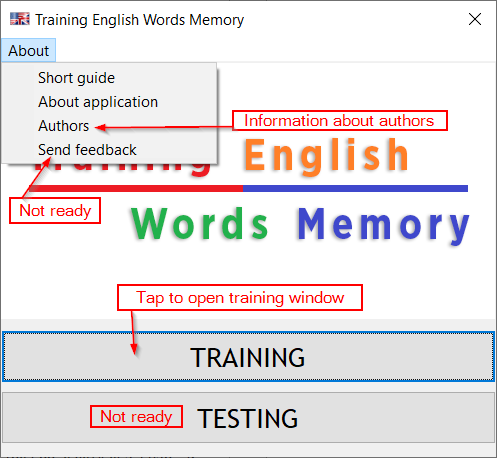 Training English Words Memory
About
Short guide
About application
Authors
Information about authors
Send feedback
Training English
Not ready
Words Memory
Tap to open training window
TRAINING
Not ready TESTING